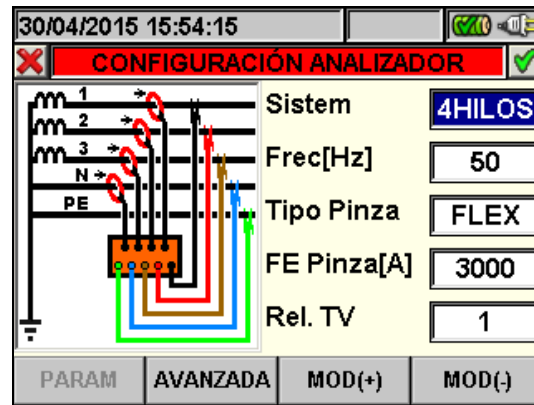 30/04/2015 15:54:15
CONFIGURACIÓN ANALIZADOR
1
2
3
N
PE
Sistem 4HILOS
Frec[Hz] 50
Tipo Pinza FLEX
FE Pinza[A] 3000
Rel. TV 1
PARAM AVANZADA MOD(+) MOD(-)